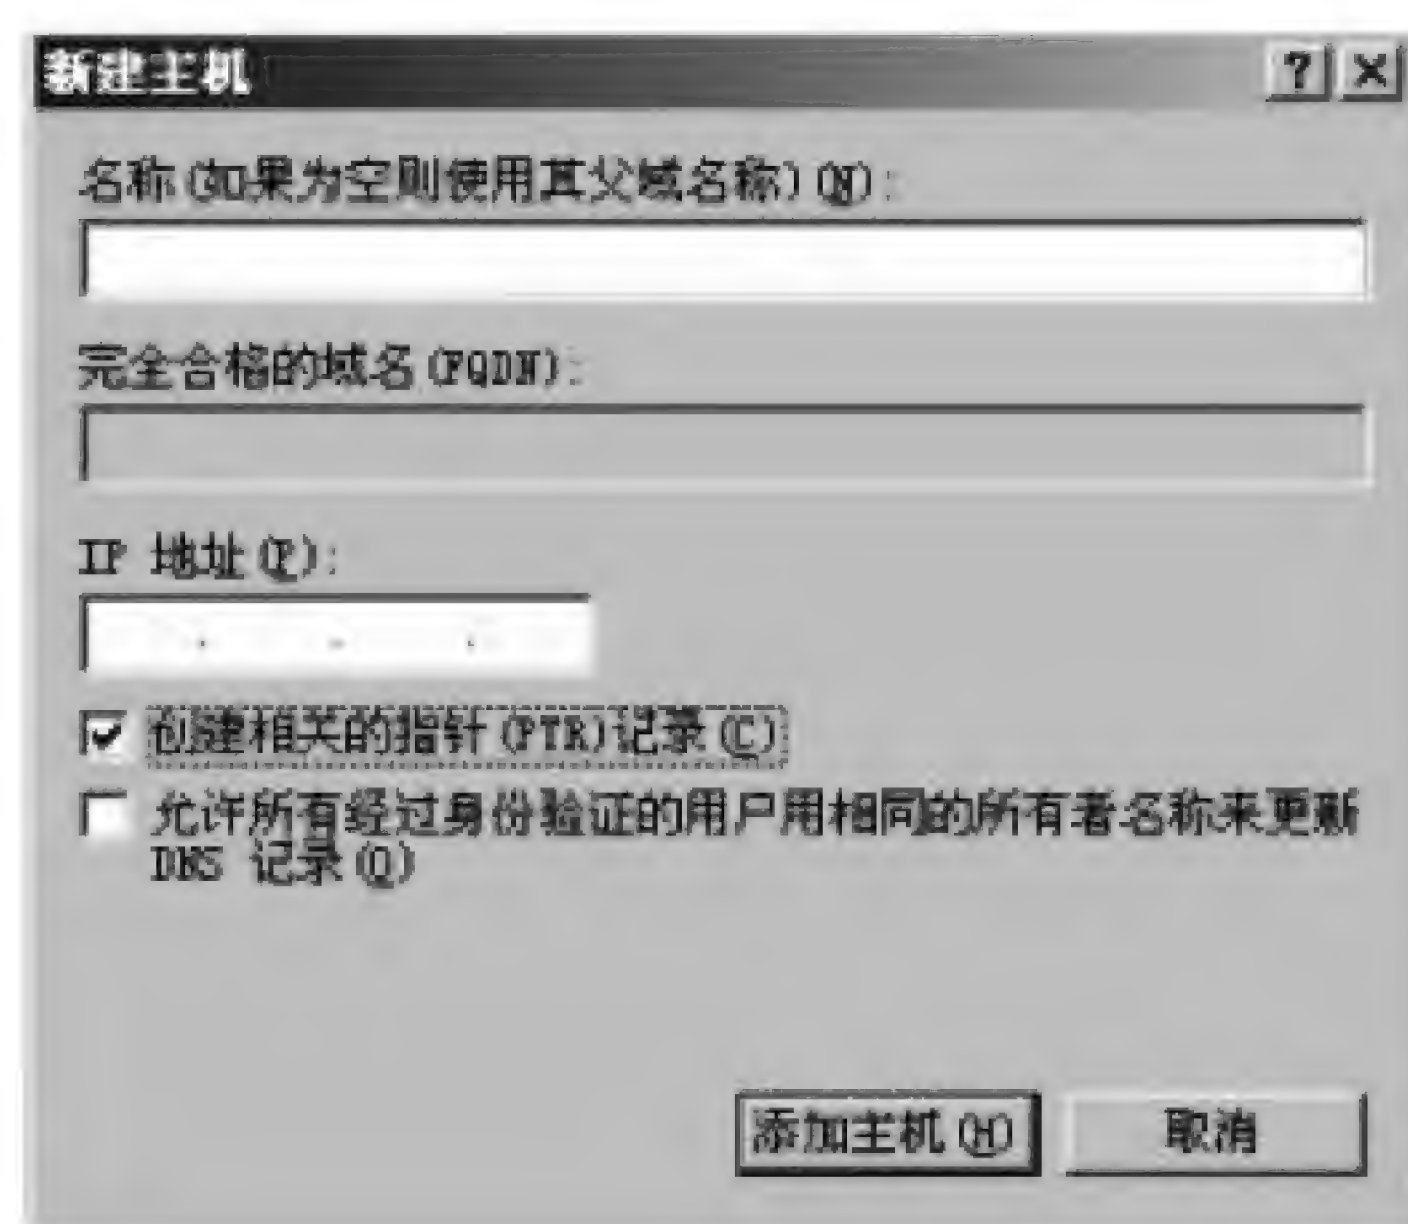 新建主机
名称(如果为空则使用其父域名称)(N):
完全合格的域名(FQDN):
IP 地址(P):
创建相关的指针(PTR)记录(C)
允许所有经过身份验证的用户用相同的所有者名称来更新
DNS 记录(O)
添加主机(H)
取消